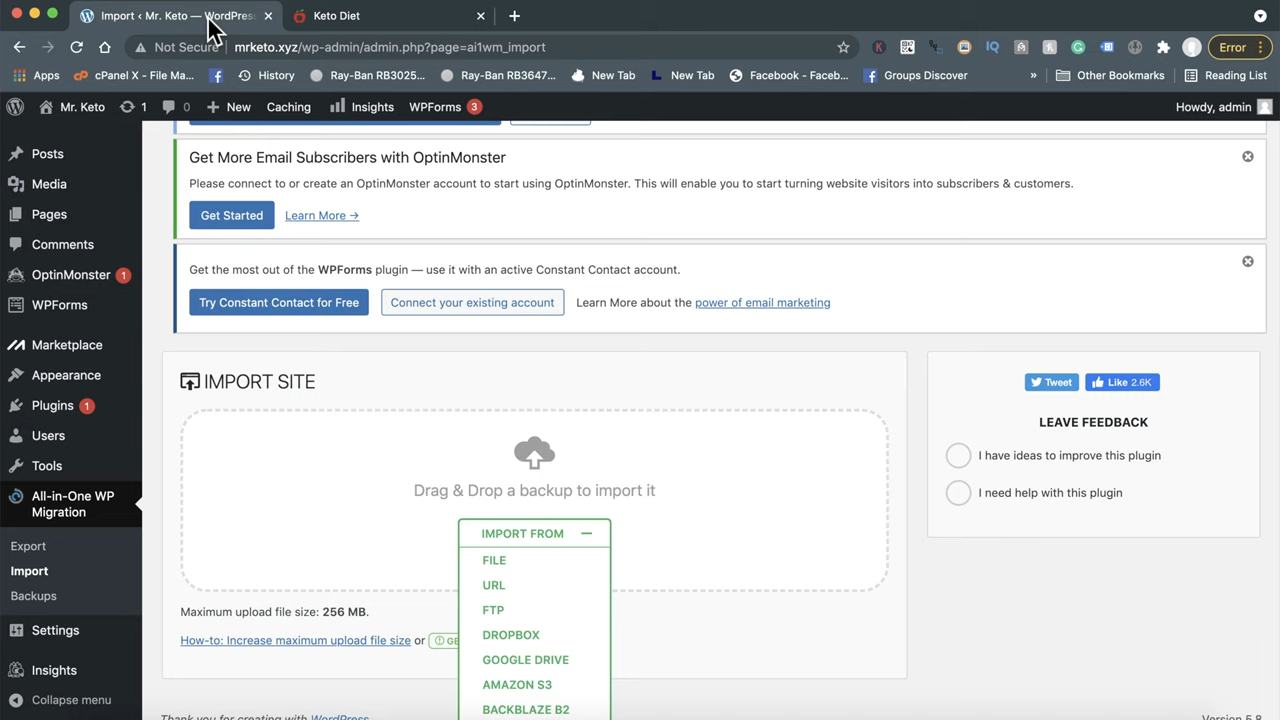 Import ‹ Mr. Keto — WordPress
Keto Diet
Not Secure
mrketo.xyz/wp-admin/admin.php?page=ai1wm_import
Error
Apps
cPanel X - File Ma...
History
Ray-Ban RB3025...
Ray-Ban RB3647...
New Tab
New Tab
Facebook - Faceb...
Groups Discover
»
Other Bookmarks
Reading List
Mr. Keto
1
0
New
Caching
Insights
WPForms 3
Howdy, admin
Posts
Media
Pages
Comments
OptinMonster 1
WPForms
Marketplace
Appearance
Plugins 1
Users
Tools
All-in-One WP
Migration
Export
Import
Backups
Settings
Insights
Collapse menu
Get More Email Subscribers with OptinMonster
Please connect to or create an OptinMonster account to start using OptinMonster. This will enable you to start turning website visitors into subscribers & customers.
Get Started
Learn More →
Get the most out of the WPForms plugin — use it with an active Constant Contact account.
Try Constant Contact for Free
Connect your existing account
Learn More about the power of email marketing
IMPORT SITE
Drag & Drop a backup to import it
IMPORT FROM
FILE
URL
FTP
DROPBOX
GOOGLE DRIVE
AMAZON S3
BACKBLAZE B2
Maximum upload file size: 256 MB.
How-to: Increase maximum upload file size or
Tweet
Like 2.6K
LEAVE FEEDBACK
I have ideas to improve this plugin
I need help with this plugin
Thank you for creating with WordPress
Version 5.8